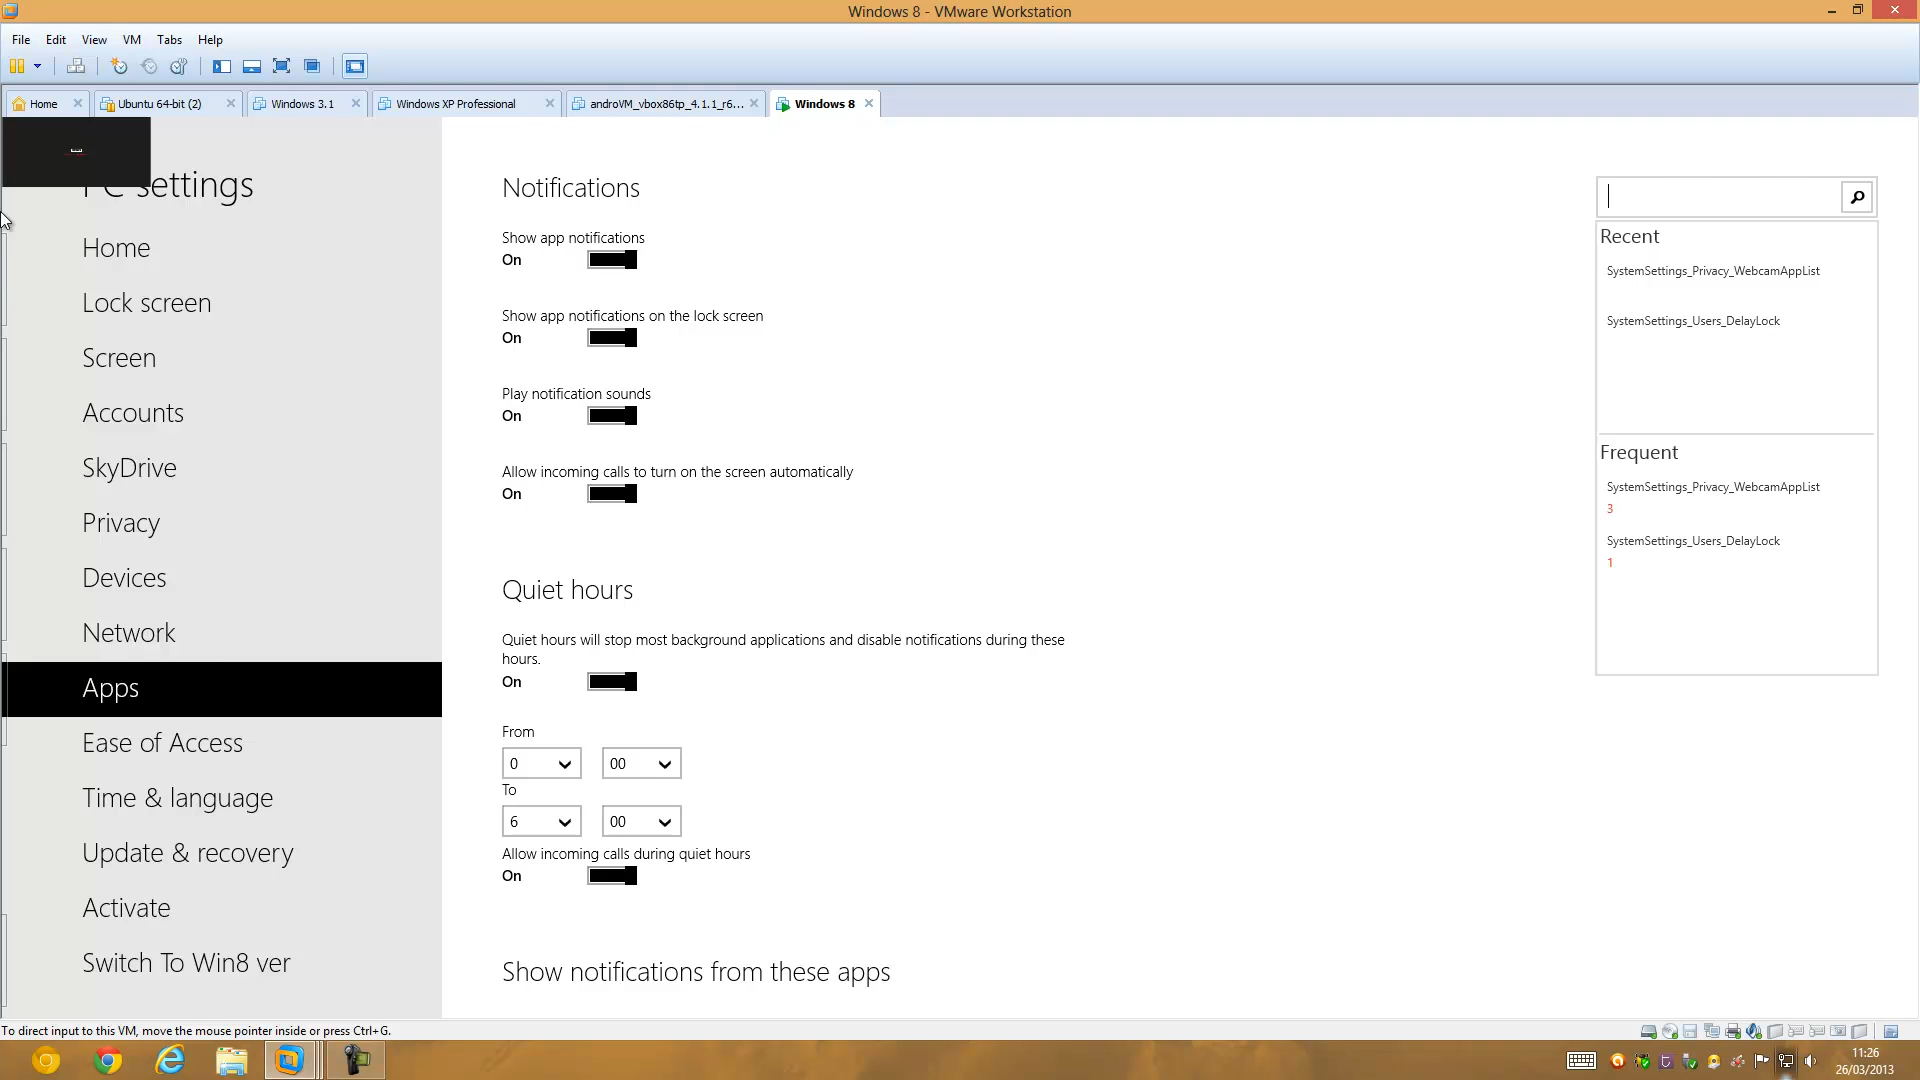 Windows 8 - VMware Workstation
File Edit View VM Tabs Help
Home Ubuntu 64-bit (2) Windows 3.1 Windows XP Professional androVM_vbox86tp_4.1.1_r6... Windows 8
PC settings
Home
Lock screen
Screen
Accounts
SkyDrive
Privacy
Devices
Network
Apps
Ease of Access
Time & language
Update & recovery
Activate
Switch To Win8 ver
Notifications
Show app notifications
On
Show app notifications on the lock screen
On
Play notification sounds
On
Allow incoming calls to turn on the screen automatically
On
Quiet hours
Quiet hours will stop most background applications and disable notifications during these
hours.
On
From
0 00
To
6 00
Allow incoming calls during quiet hours
On
Show notifications from these apps
Recent
SystemSettings_Privacy_WebcamAppList
SystemSettings_Users_DelayLock
Frequent
SystemSettings_Privacy_WebcamAppList
3
SystemSettings_Users_DelayLock
1
To direct input to this VM, move the mouse pointer inside or press Ctrl+G.
11:26
26/03/2013